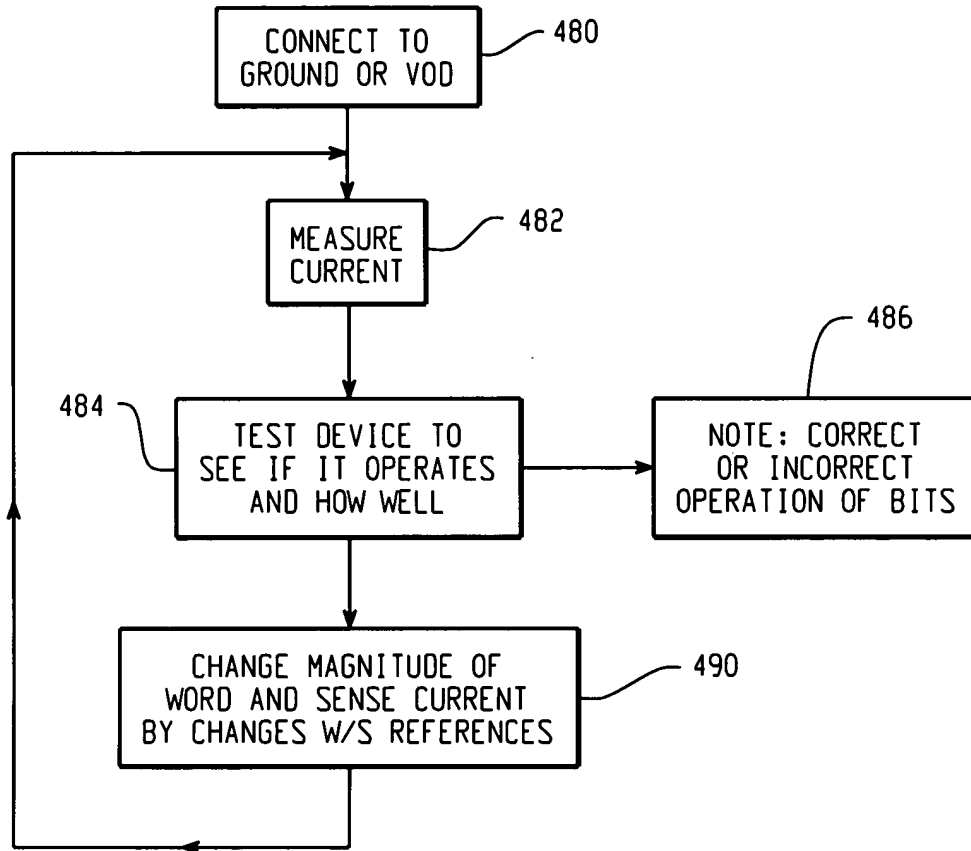 CONNECT TO
GROUND OR VOD
480
MEASURE
CURRENT
482
484
TEST DEVICE TO
SEE IF IT OPERATES
AND HOW WELL
486
NOTE: CORRECT
OR INCORRECT
OPERATION OF BITS
CHANGE MAGNITUDE OF
WORD AND SENSE CURRENT
BY CHANGES W/S REFERENCES
490